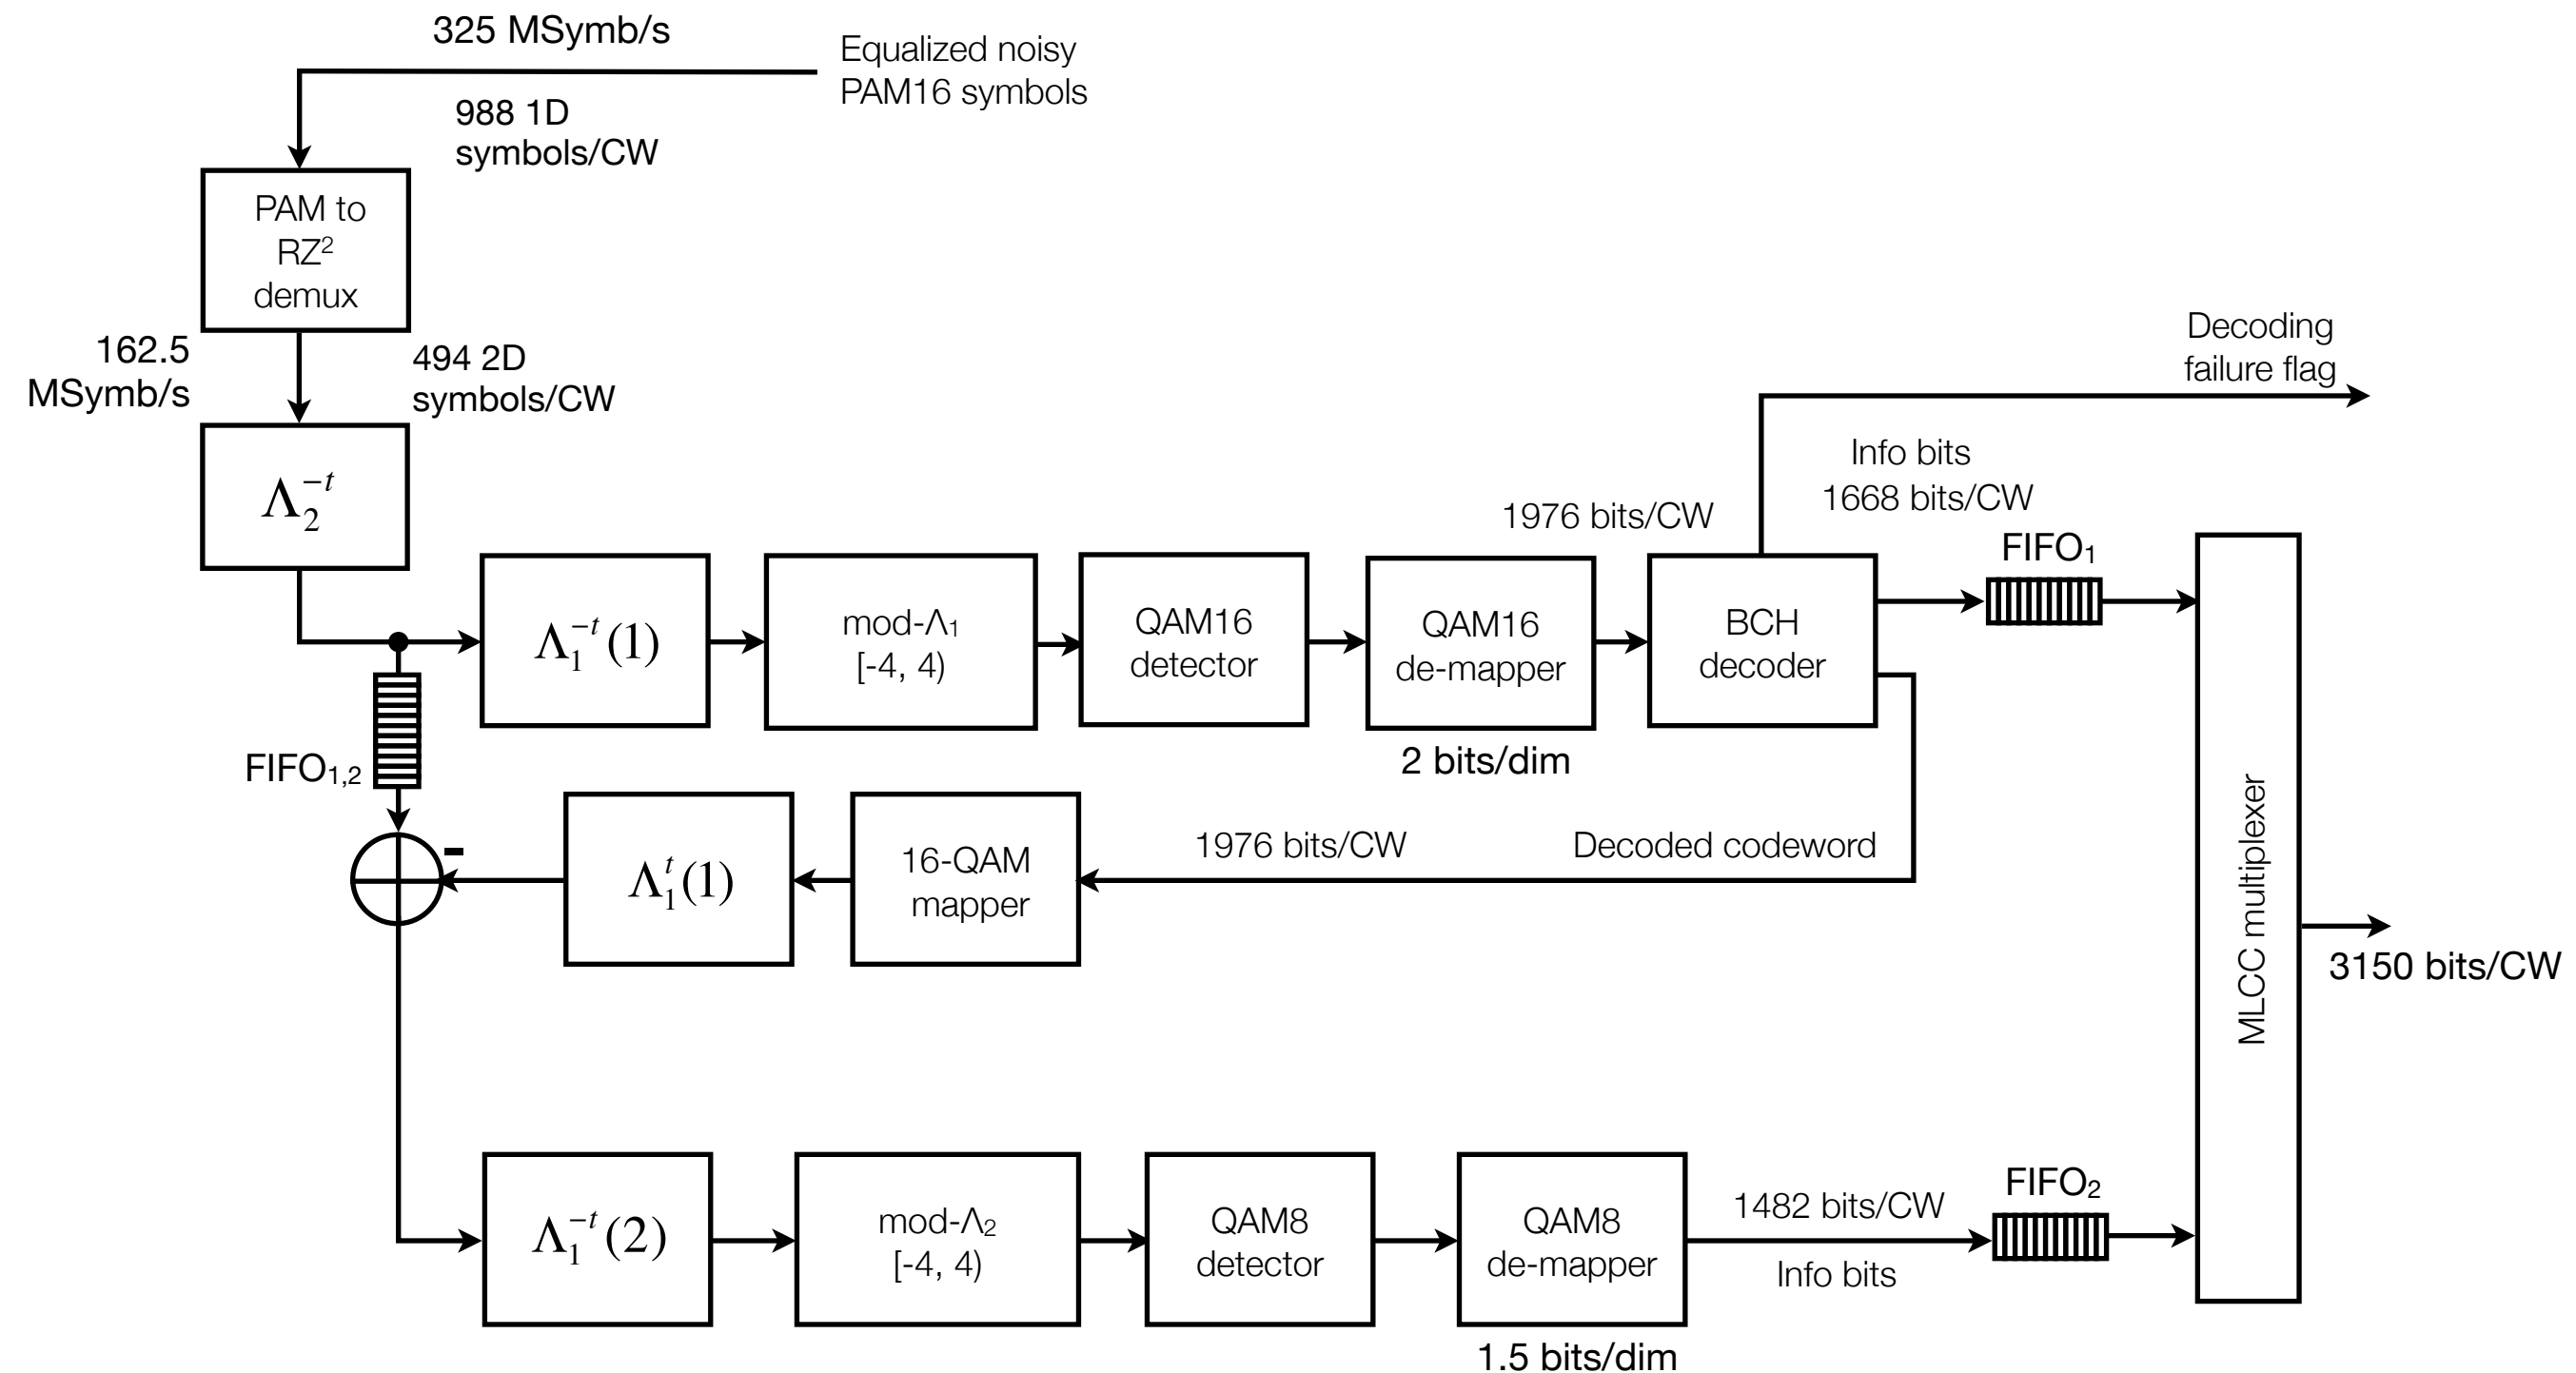 325 MSymb/s
Equalized noisy
PAM16 symbols
988 1D
symbols/CW
PAM to
RZ²
demux
162.5
MSymb/s
494 2D
symbols/CW
Λ₂⁻ᵗ
Decoding
failure flag
Info bits
1668 bits/CW
1976 bits/CW
FIFO₁
Λ₁⁻ᵗ(1)
mod-Λ₁
[-4, 4)
QAM16
detector
QAM16
de-mapper
2 bits/dim
BCH
decoder
FIFO₁,₂
-
Λ₁ᵗ(1)
16-QAM
mapper
1976 bits/CW
Decoded codeword
MLCC multiplexer
3150 bits/CW
Λ₁⁻ᵗ(2)
mod-Λ₂
[-4, 4)
QAM8
detector
QAM8
de-mapper
1.5 bits/dim
1482 bits/CW
Info bits
FIFO₂